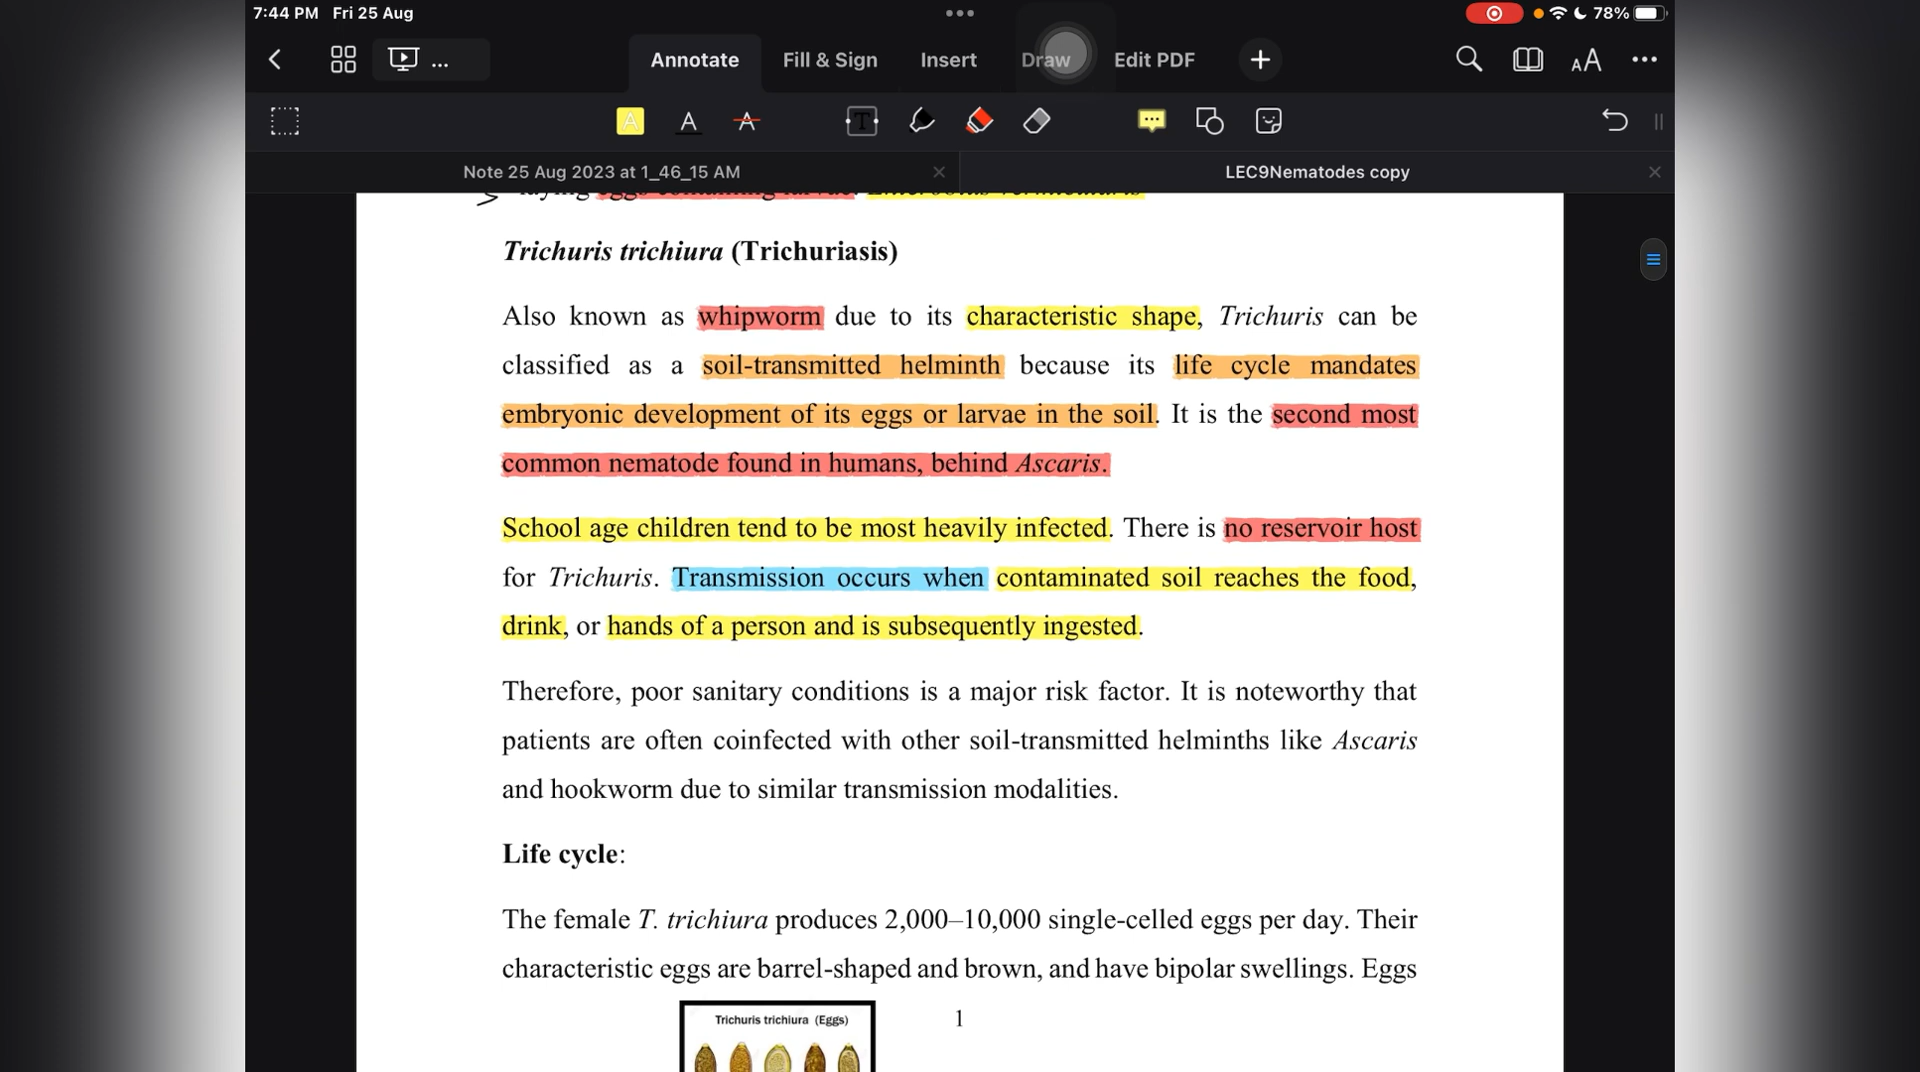 7:44 PM Fri 25 Aug
78%
...
Annotate
Fill & Sign
Insert
Draw
Edit PDF
Note 25 Aug 2023 at 1_46_15 AM
LEC9Nematodes copy
laying eggs containing larvae.
Trichuris trichiura (Trichuriasis)
Also known as whipworm due to its characteristic shape, Trichuris can be
classified as a soil-transmitted helminth because its life cycle mandates
embryonic development of its eggs or larvae in the soil. It is the second most
common nematode found in humans, behind Ascaris.
School age children tend to be most heavily infected. There is no reservoir host
for Trichuris. Transmission occurs when contaminated soil reaches the food,
drink, or hands of a person and is subsequently ingested.
Therefore, poor sanitary conditions is a major risk factor. It is noteworthy that
patients are often coinfected with other soil-transmitted helminths like Ascaris
and hookworm due to similar transmission modalities.
Life cycle:
The female T. trichiura produces 2,000–10,000 single-celled eggs per day. Their
characteristic eggs are barrel-shaped and brown, and have bipolar swellings. Eggs
Trichuris trichiura (Eggs)
1